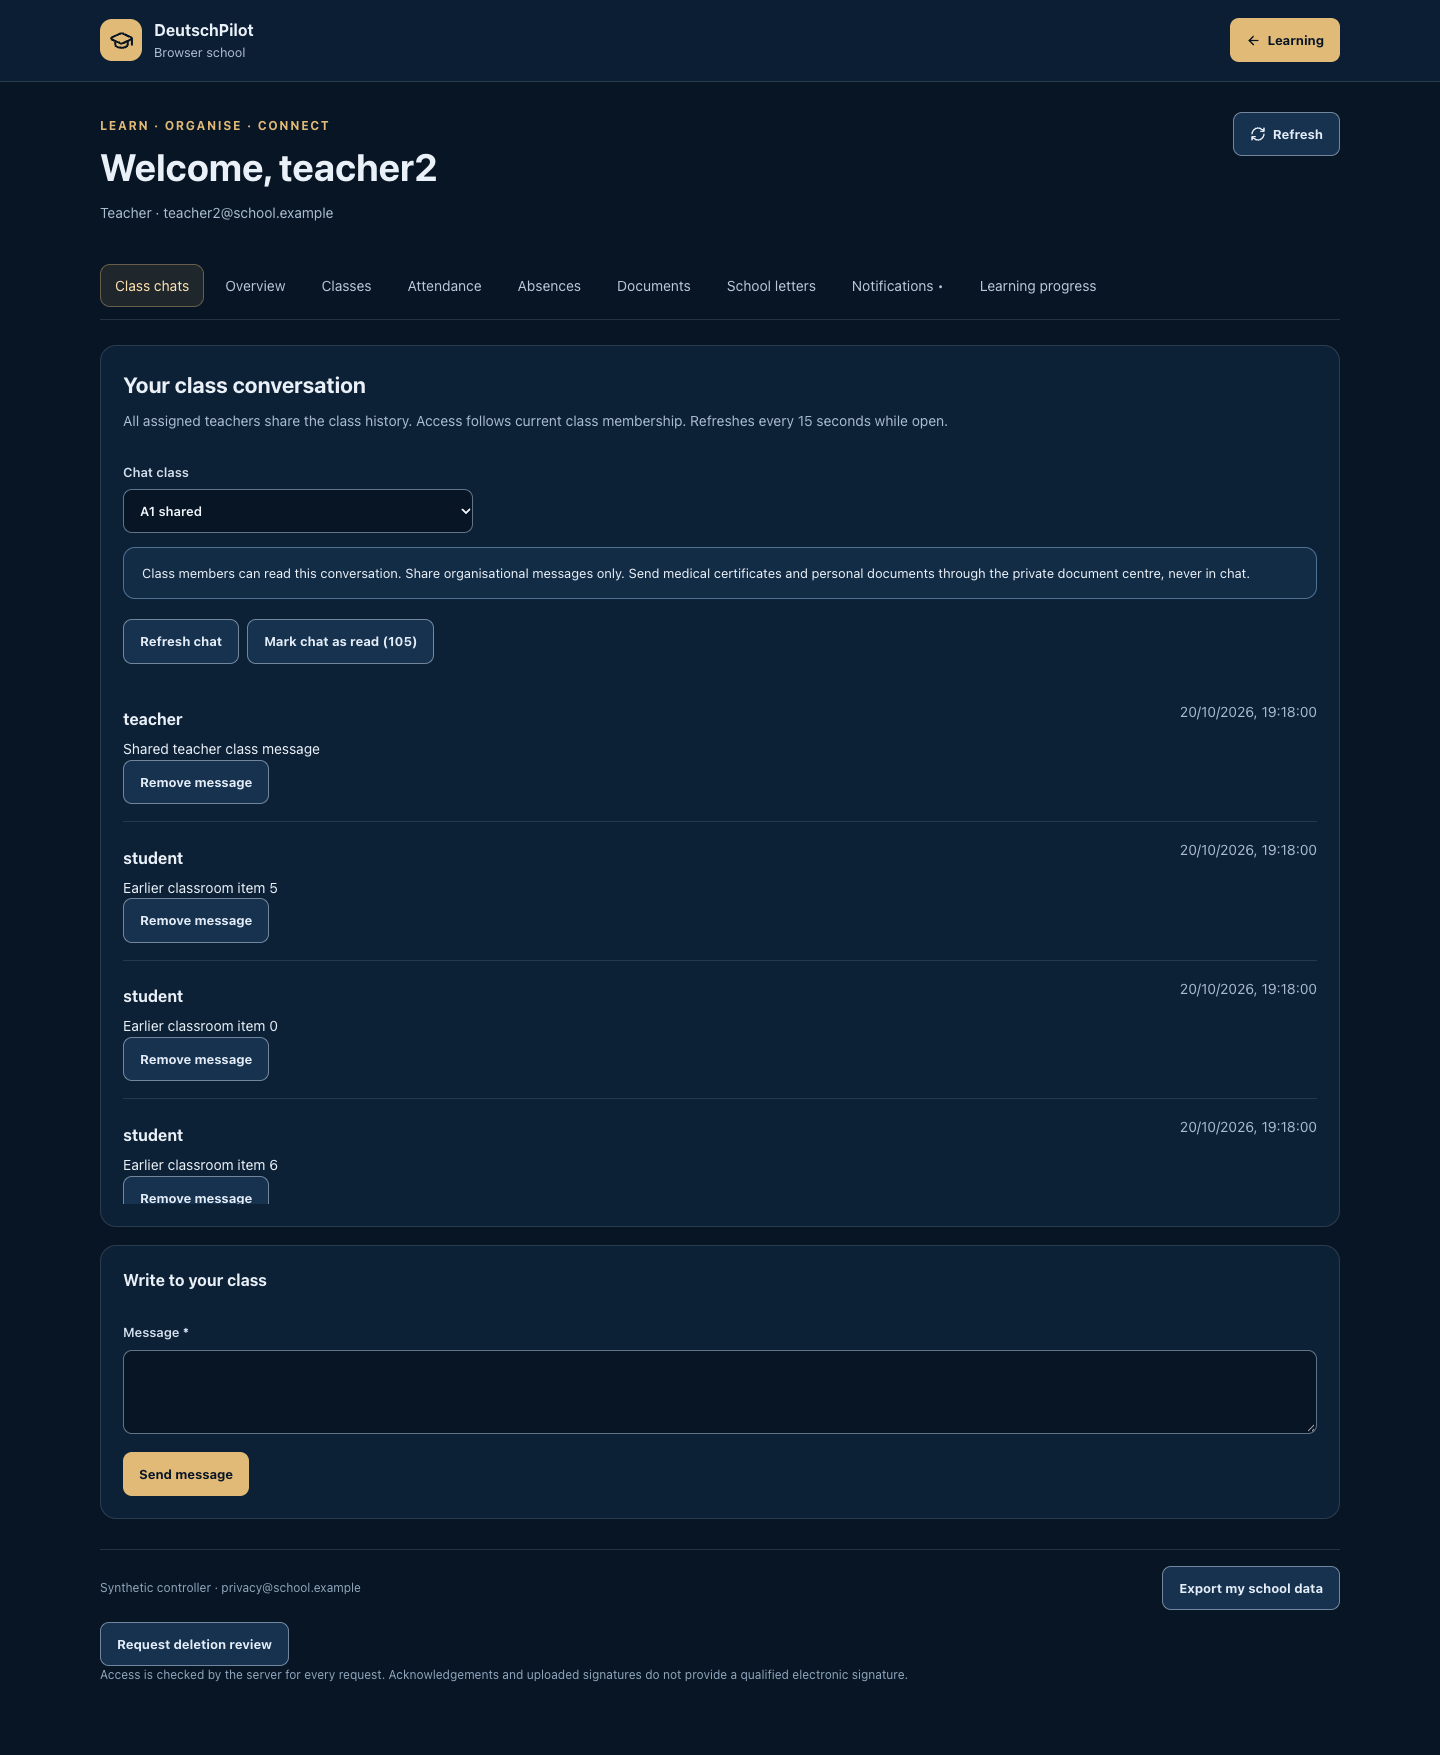 DeutschPilot
Browser school
← Learning
LEARN · ORGANISE · CONNECT
Welcome, teacher2
Teacher · teacher2@school.example
Refresh
Class chats
Overview
Classes
Attendance
Absences
Documents
School letters
Notifications •
Learning progress
Your class conversation
All assigned teachers share the class history. Access follows current class membership. Refreshes every 15 seconds while open.
Chat class
A1 shared
Class members can read this conversation. Share organisational messages only. Send medical certificates and personal documents through the private document centre, never in chat.
Refresh chat
Mark chat as read (105)
teacher
20/10/2026, 19:18:00
Shared teacher class message
Remove message
student
20/10/2026, 19:18:00
Earlier classroom item 5
Remove message
student
20/10/2026, 19:18:00
Earlier classroom item 0
Remove message
student
20/10/2026, 19:18:00
Earlier classroom item 6
Remove message
Write to your class
Message *
Send message
Synthetic controller · privacy@school.example
Export my school data
Request deletion review
Access is checked by the server for every request. Acknowledgements and uploaded signatures do not provide a qualified electronic signature.